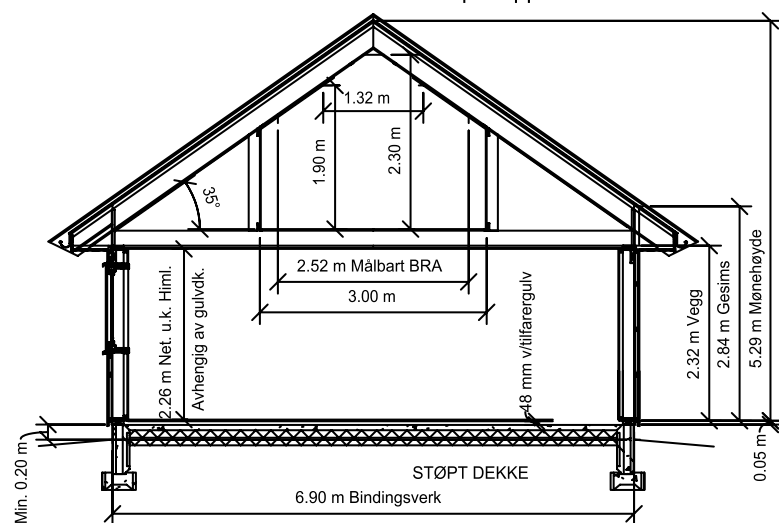 1.32 m
1.90 m
2.30 m
35°
2.52 m Målbart BRA
3.00 m
2.26 m Net. u.k. Himl.
Avhengig av gulvdk.
48 mm v/tilfarergulv
2.32 m Vegg
2.84 m Gesims
5.29 m Mønehøyde
Min. 0.20 m
0.05 m
STØPT DEKKE
6.90 m Bindingsverk